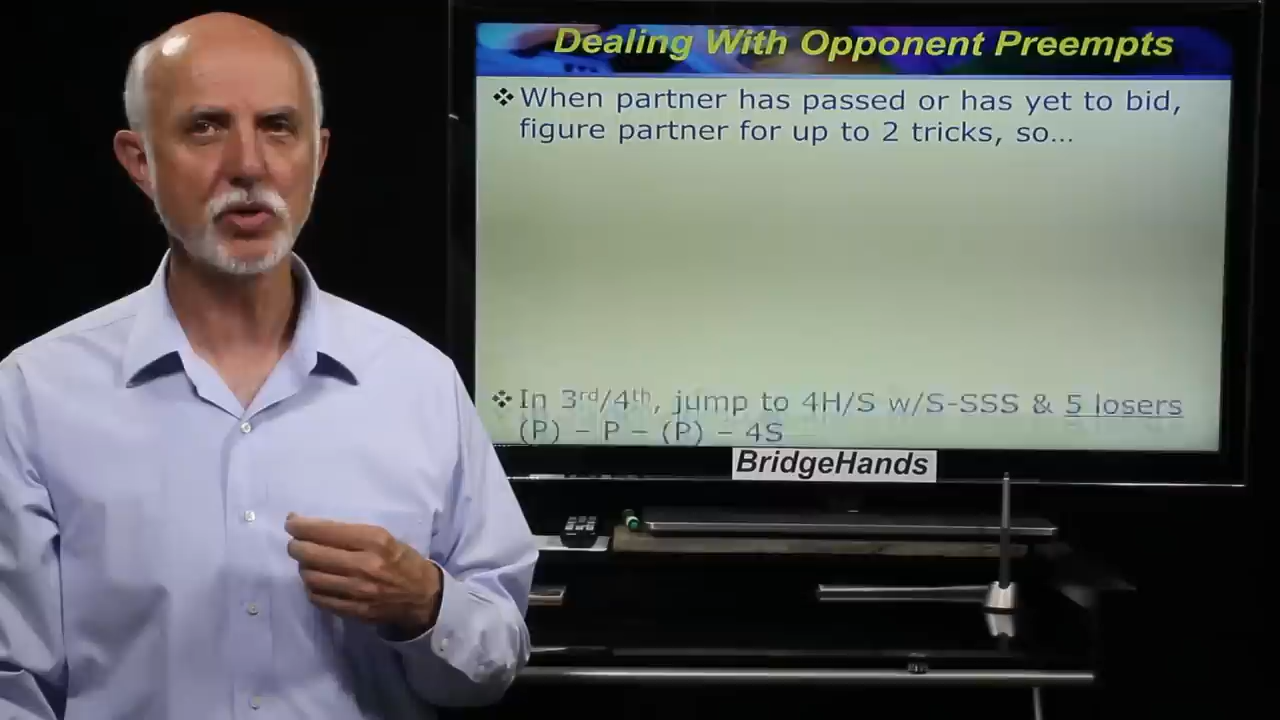 Dealing With Opponent Preempts
❖When partner has passed or has yet to bid,
figure partner for up to 2 tricks, so...
❖In 3rd/4th, jump to 4H/S w/S-SSS & 5 losers
(P) – P – (P) – 4S
BridgeHands